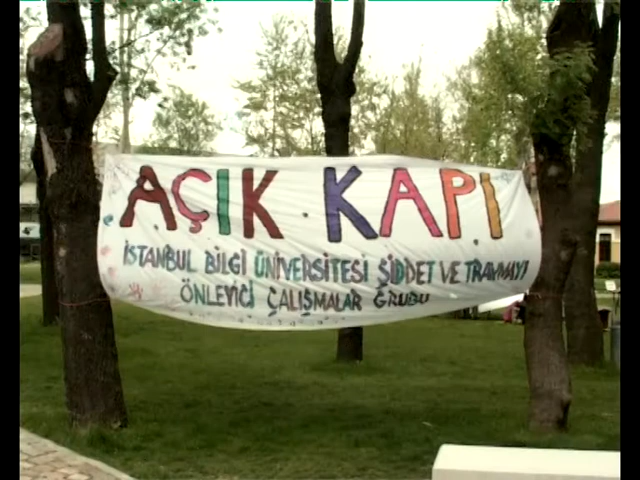 AÇIK KAPI
İSTANBUL BİLGİ ÜNİVERSİTESİ ŞİDDET VE TRAVMAYI
ÖNLEYİCİ ÇALIŞMALAR GRUBU